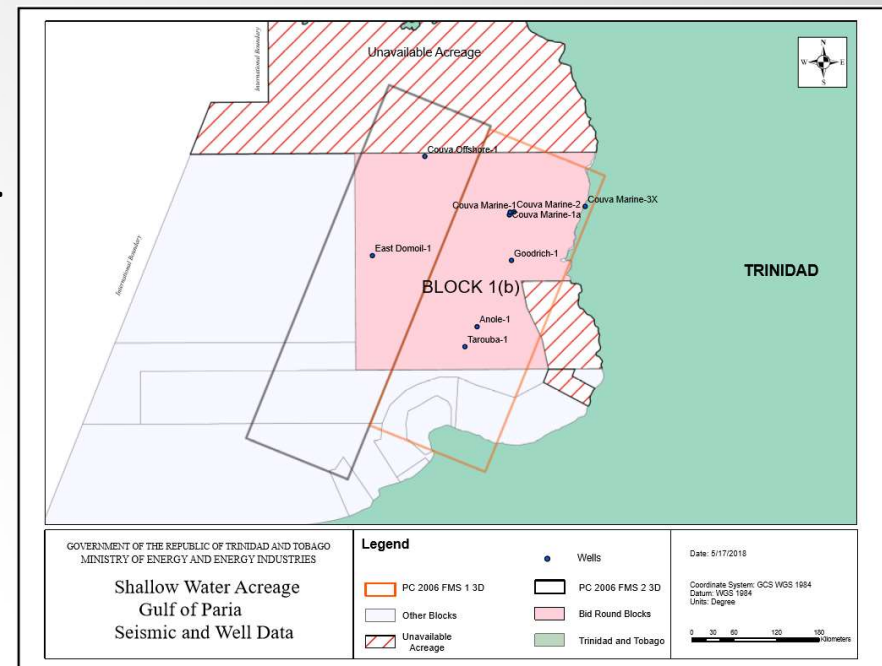 Unavailable Acreage
International Boundary
N
W E
S
Couva Offshore-1
Couva Marine-1
Couva Marine-2
Couva Marine-1a
Couva Marine-3X
East Domoil-1
Goodrich-1
International Boundary
BLOCK 1(b)
TRINIDAD
Anole-1
Tarouba-1
GOVERNMENT OF THE REPUBLIC OF TRINIDAD AND TOBAGO
MINISTRY OF ENERGY AND ENERGY INDUSTRIES
Shallow Water Acreage
Gulf of Paria
Seismic and Well Data
Legend
Wells
PC 2006 FMS 1 3D
PC 2006 FMS 2 3D
Other Blocks
Bid Round Blocks
Unavailable
Acreage
Trinidad and Tobago
Date: 5/17/2018
Coordinate System: GCS WGS 1984
Datum: WGS 1984
Units: Degree
0 30 60 120 180
Kilometers